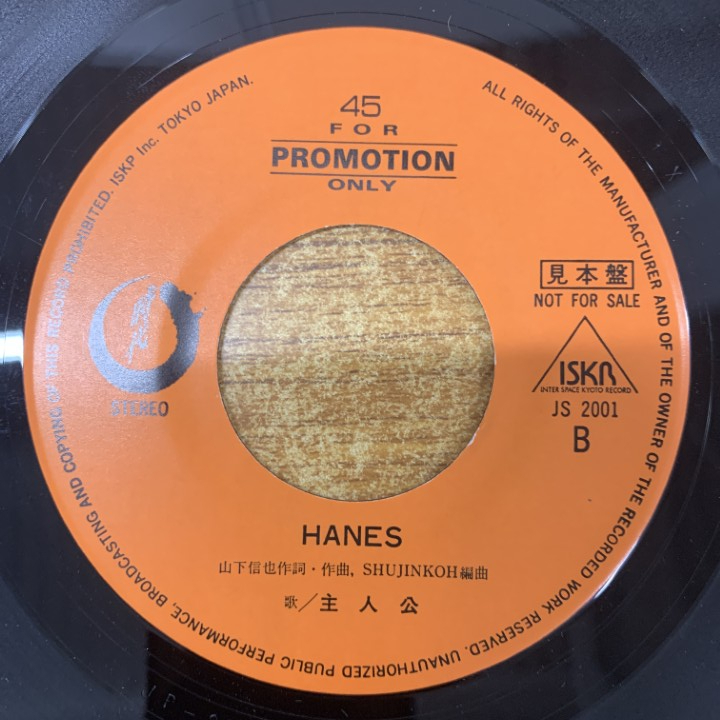 45
FOR
PROMOTION
ONLY
ALL RIGHTS OF THE MANUFACTURER AND OF THE OWNER OF THE RECORDED WORK RESERVED. UNAUTHORIZED PUBLIC PERFORMANCE, BROADCASTING AND COPYING OF THIS RECORD PROHIBITED. ISKP Inc. TOKYO JAPAN.
見本盤
NOT FOR SALE
ISKR
INTER SPACE KYOTO RECORD
JS 2001
B
STEREO
HANES
山下信也作詞・作曲, SHUJINKOH編曲
歌/主人公